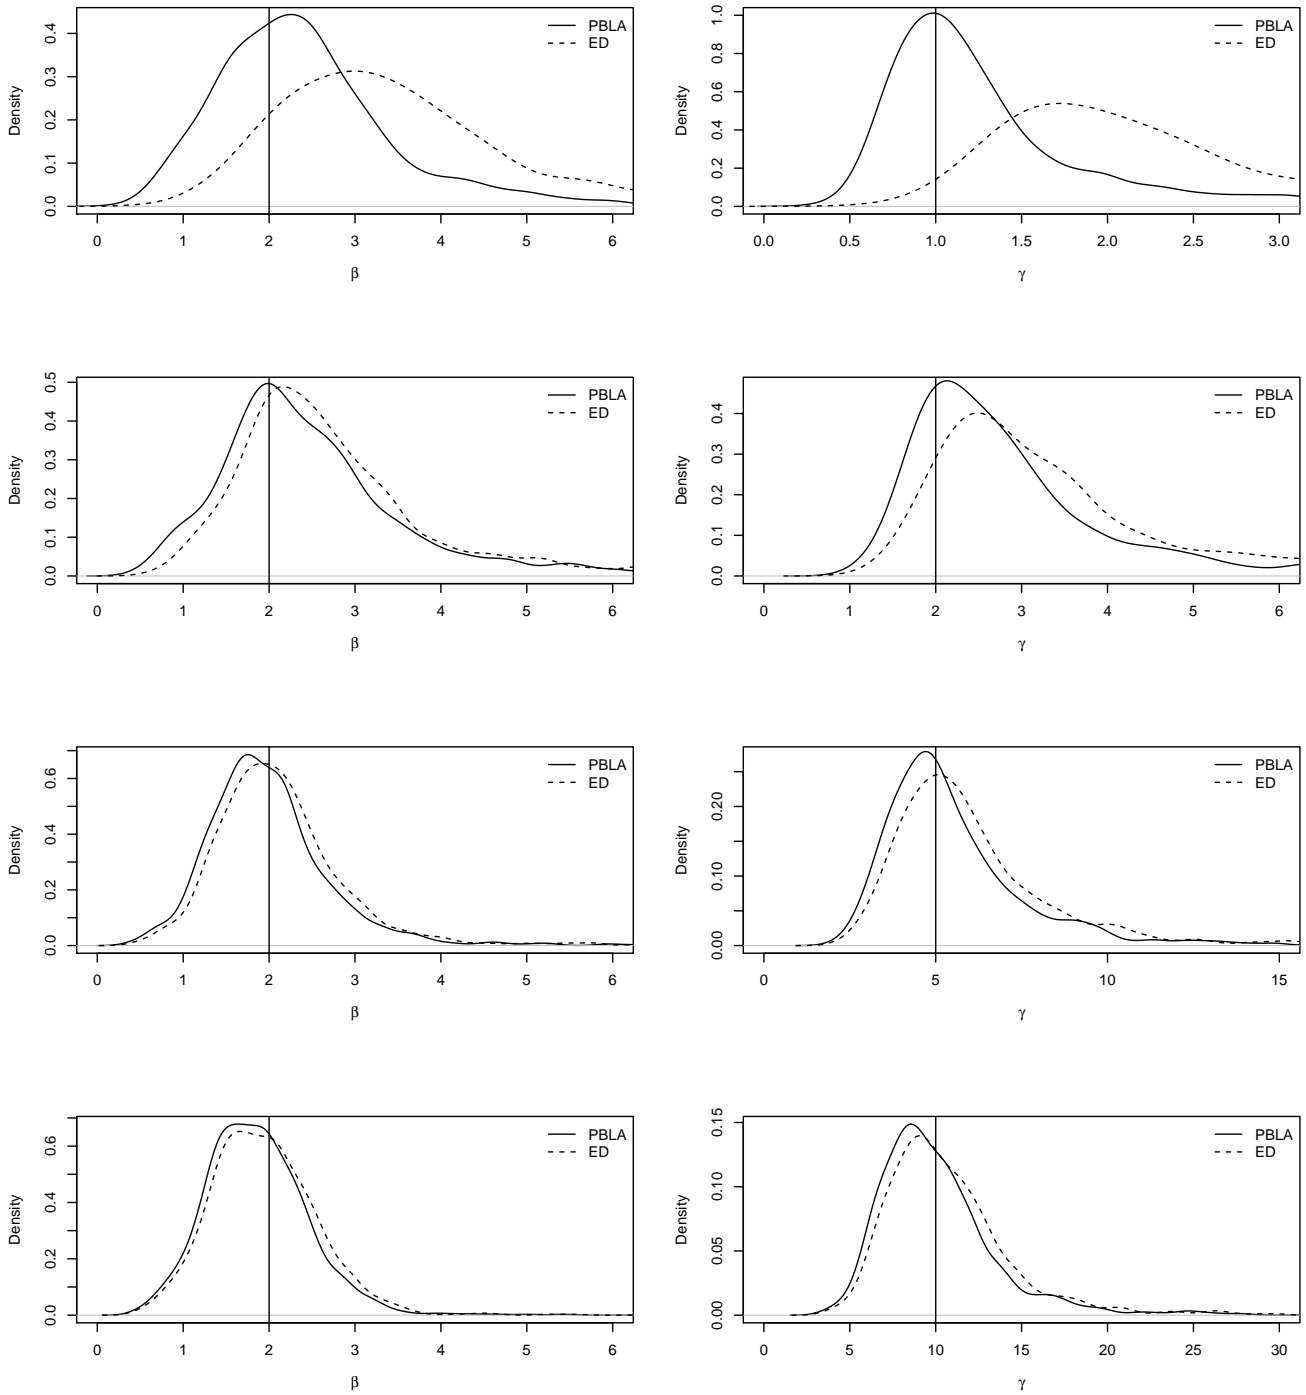 PBLA
ED
Density
0.0 0.1 0.2 0.3 0.4
0 1 2 3 4 5 6
β
PBLA
ED
Density
0.0 0.2 0.4 0.6 0.8 1.0
0.0 0.5 1.0 1.5 2.0 2.5 3.0
γ
PBLA
ED
Density
0.0 0.1 0.2 0.3 0.4 0.5
0 1 2 3 4 5 6
β
PBLA
ED
Density
0.0 0.1 0.2 0.3 0.4
0 1 2 3 4 5 6
γ
PBLA
ED
Density
0.0 0.2 0.4 0.6
0 1 2 3 4 5 6
β
PBLA
ED
Density
0.00 0.10 0.20
0 5 10 15
γ
PBLA
ED
Density
0.0 0.2 0.4 0.6
0 1 2 3 4 5 6
β
PBLA
ED
Density
0.00 0.05 0.10 0.15
0 5 10 15 20 25 30
γ